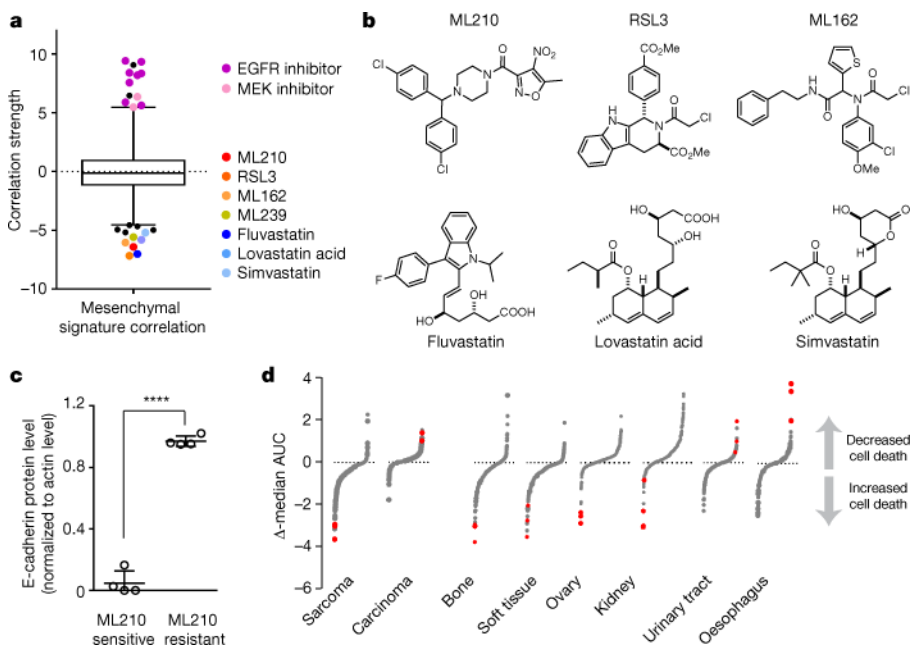 a
Correlation strength
10
5
0
−5
−10
EGFR inhibitor
MEK inhibitor
ML210
RSL3
ML162
ML239
Fluvastatin
Lovastatin acid
Simvastatin
Mesenchymal
signature correlation
b
ML210
RSL3
ML162
Cl
Cl
N
N
O
NO2
Me
N
O
CO2Me
O
N
Cl
N
H
CO2Me
S
O
N
Cl
H
N
O
Cl
OMe
F
N
OH
HO
COOH
Fluvastatin
HO
COOH
OH
O
O
H
Lovastatin acid
HO
O
O
H
O
O
H
Simvastatin
c
E-cadherin protein level
(normalized to actin level)
1.2
0.8
0.4
0
****
ML210
sensitive
ML210
resistant
d
Δ-median AUC
4
2
0
−2
−4
−6
Decreased
cell death
Increased
cell death
Sarcoma
Carcinoma
Bone
Soft tissue
Ovary
Kidney
Urinary tract
Oesophagus